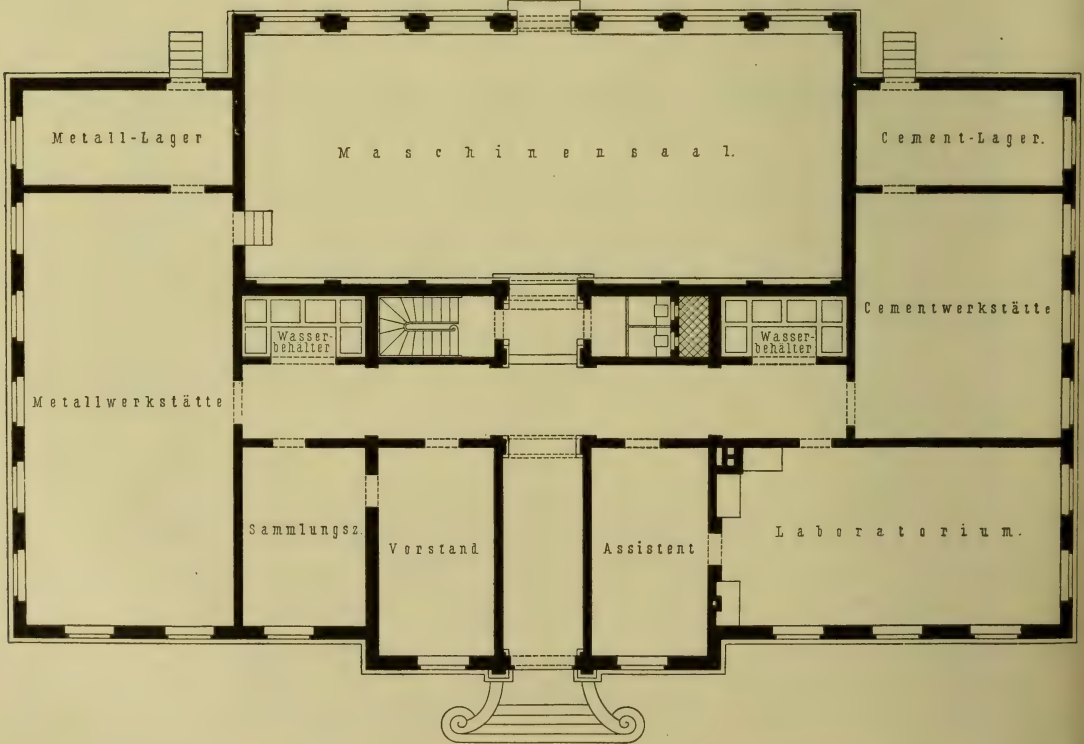 Metall-Lager
Maschinensaal.
Cement-Lager.
Cementwerkstätte
Wasser-
behälter
Wasser-
behälter
Metallwerkstätte
Sammlungsz.
Vorstand
Assistent
Laboratorium.